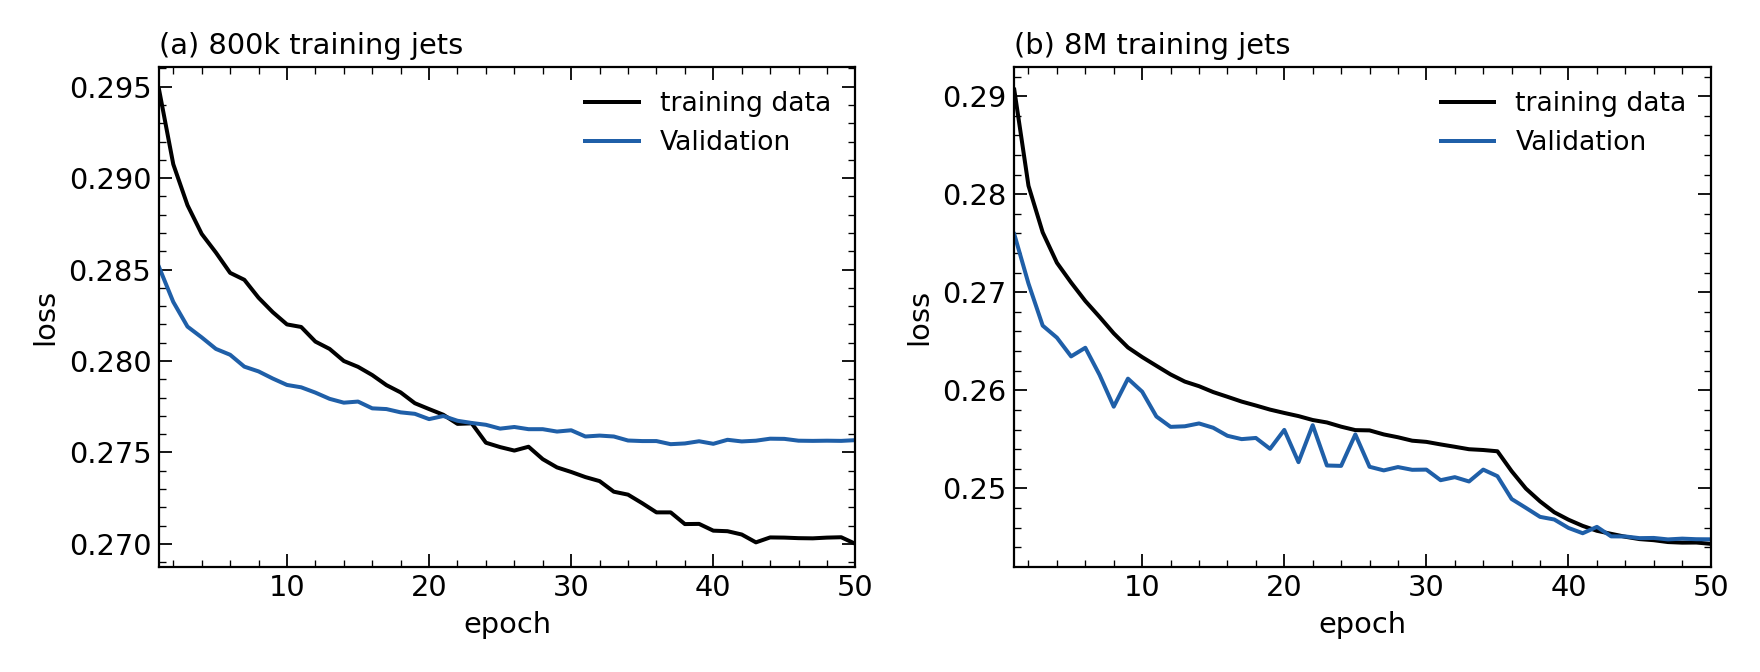 (a) 800k training jets
0.295
0.290
0.285
0.280
0.275
0.270
loss
training data
Validation
10
20
30
40
50
epoch
(b) 8M training jets
0.29
0.28
0.27
0.26
0.25
loss
training data
Validation
10
20
30
40
50
epoch